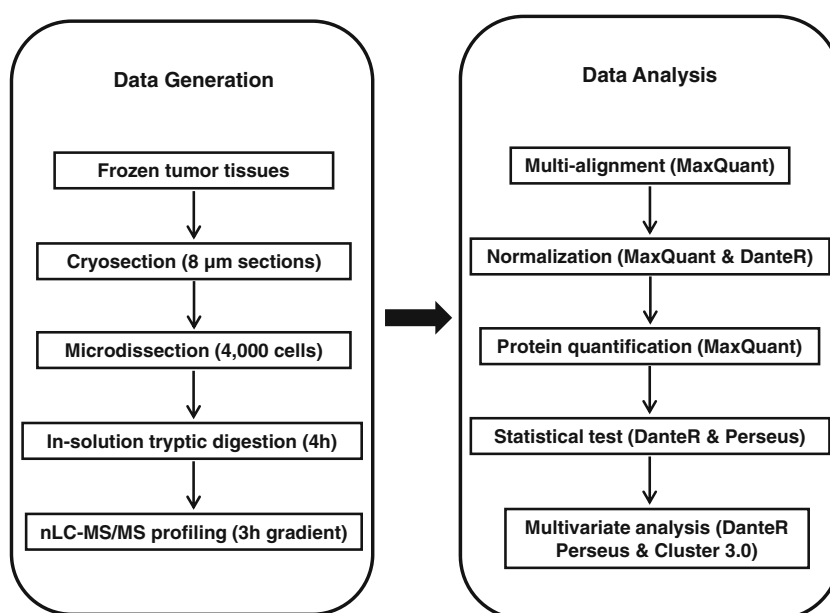 Data Generation
Frozen tumor tissues
Cryosection (8 µm sections)
Microdissection (4,000 cells)
In-solution tryptic digestion (4h)
nLC-MS/MS profiling (3h gradient)
Data Analysis
Multi-alignment (MaxQuant)
Normalization (MaxQuant & DanteR)
Protein quantification (MaxQuant)
Statistical test (DanteR & Perseus)
Multivariate analysis (DanteR
Perseus & Cluster 3.0)